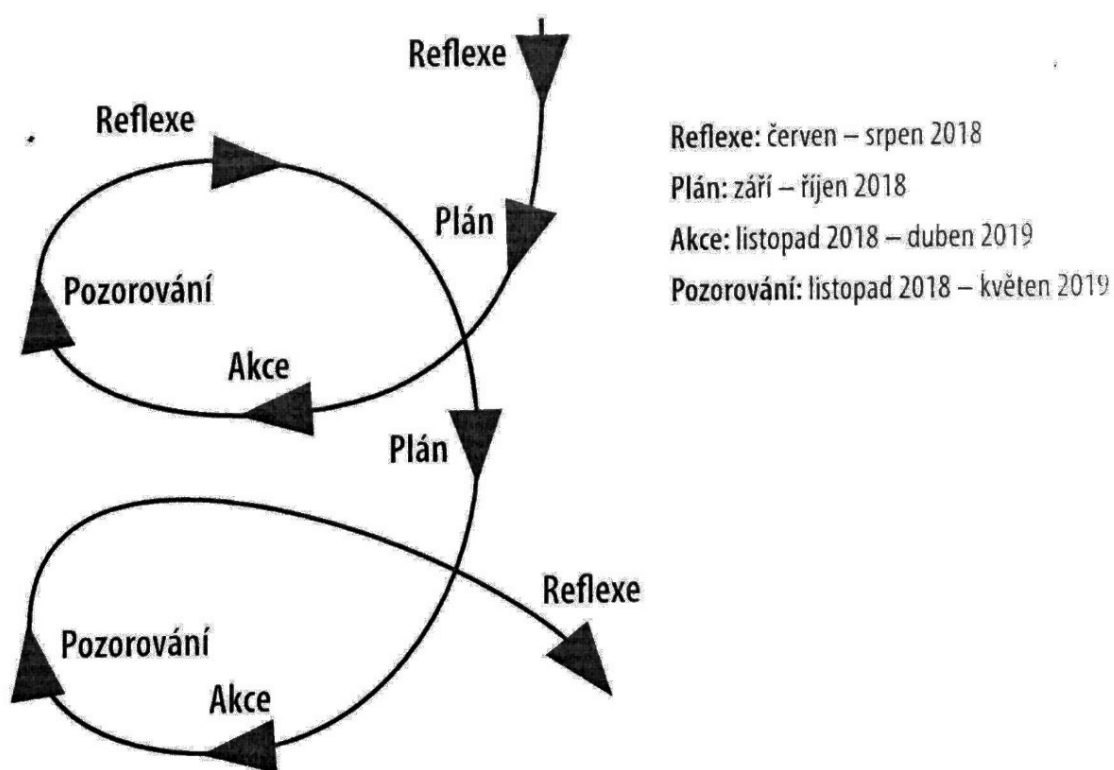 Reflexe
Reflexe
Plán
Pozorování
Akce
Plán
Reflexe
Pozorování
Akce
Reflexe: červen – srpen 2018
Plán: září – říjen 2018
Akce: listopad 2018 – duben 2019
Pozorování: listopad 2018 – květen 2019